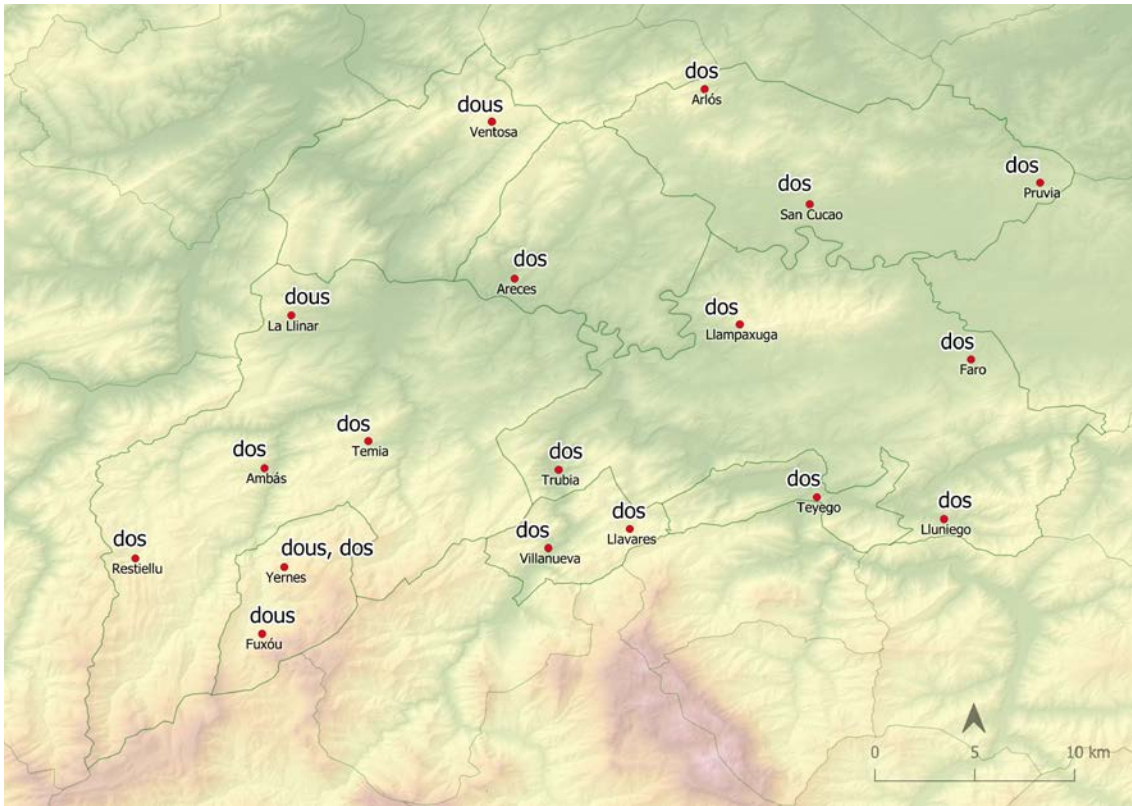 dos
Arlós
dous
Ventosa
dos
Pruvia
dos
San Cucao
dos
Areces
dous
La Llinar
dos
Llampaxuga
dos
Faro
dos
Temia
dos
Ambás
dos
Trubia
dos
Teyego
dos
Lluniego
dos
Llavares
dos
Villanueva
dos
Restiellu
dous, dos
Yernes
dous
Fuxóu
0 5 10 km